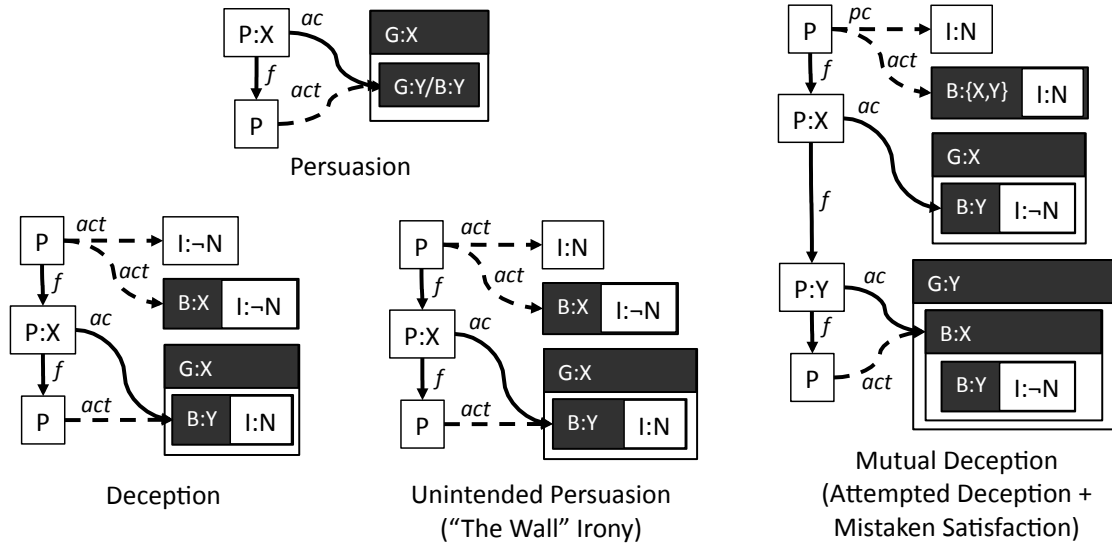 ac
P:X
G:X
f
act
G:Y/B:Y
P
Persuasion
P
act
I:¬N
act
f
B:X
I:¬N
P:X
ac
G:X
f
B:Y
I:N
P
act
Deception
P
act
I:N
act
f
B:X
I:¬N
P:X
ac
G:X
f
B:Y
I:N
P
act
Unintended Persuasion
(“The Wall” Irony)
P
pc
I:N
act
f
B:{X,Y}
I:N
P:X
ac
G:X
B:Y
I:¬N
f
P:Y
ac
G:Y
f
B:X
P
act
B:Y
I:¬N
Mutual Deception
(Attempted Deception +
Mistaken Satisfaction)